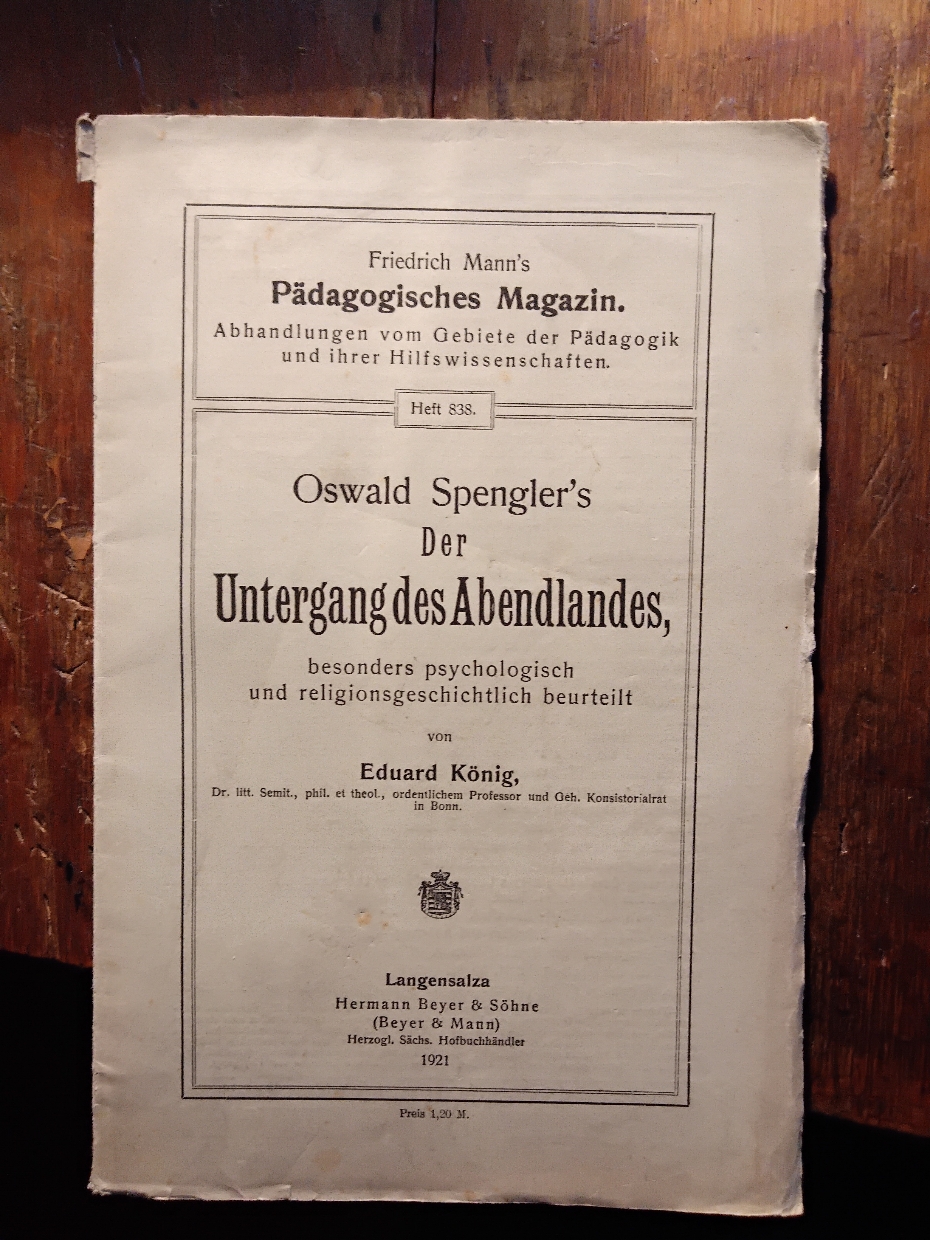 Friedrich Mann's
Pädagogisches Magazin.
Abhandlungen vom Gebiete der Pädagogik
und ihrer Hilfswissenschaften.
Heft 838.
Oswald Spengler's
Der
Untergang des Abendlandes,
besonders psychologisch
und religionsgeschichtlich beurteilt
von
Eduard König,
Dr. litt. Semit., phil. et theol., ordentlichem Professor und Geh. Konsistorialrat
in Bonn.
Langensalza
Hermann Beyer & Söhne
(Beyer & Mann)
Herzogl. Sächs. Hofbuchhändler
1921
Preis 1,20 M.